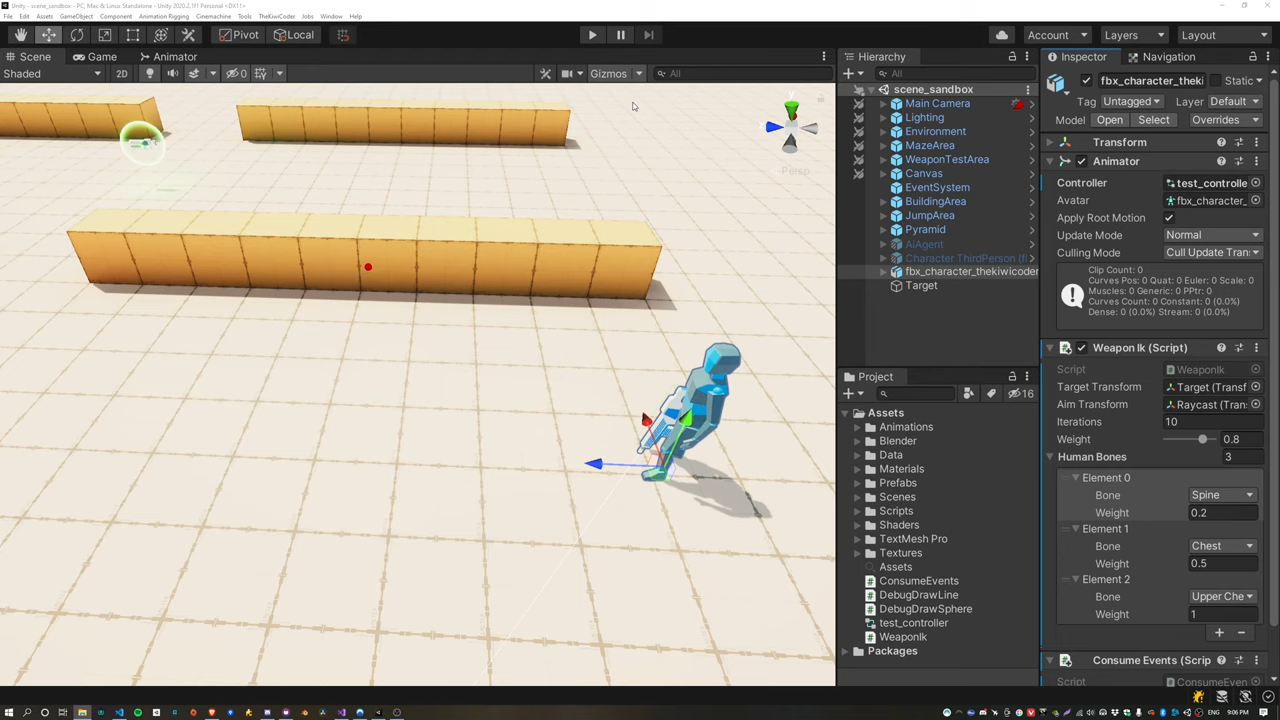 Unity - scene_sandbox - PC, Mac & Linux Standalone - Unity 2020.2.1f1 Personal <DX11>
File Edit Assets GameObject Component Animation Rigging Cinemachine Tools TheKiwiCoder Jobs Window Help
Pivot Local Account Layers Layout
Scene Game Animator
Shaded 2D 0 Gizmos All
y
Persp
Hierarchy
All
scene_sandbox
Main Camera
Lighting
Environment
MazeArea
WeaponTestArea
Canvas
EventSystem
BuildingArea
JumpArea
Pyramid
AiAgent
Character ThirdPerson (f
fbx_character_thekiwicoder
Target
Project
16
Assets
Animations
Blender
Data
Materials
Prefabs
Scenes
Scripts
Shaders
TextMesh Pro
Textures
Assets
ConsumeEvents
DebugDrawLine
DebugDrawSphere
test_controller
WeaponIk
Packages
Inspector Navigation
fbx_character_theki Static
Tag Untagged Layer Default
Model Open Select Overrides
Transform
Animator
Controller test_controlle
Avatar fbx_character_
Apply Root Motion
Update Mode Normal
Culling Mode Cull Update Tran
Clip Count: 0
Curves Pos: 0 Quat: 0 Euler: 0 Scale: 0
Muscles: 0 Generic: 0 PPtr: 0
Curves Count: 0 Constant: 0 (0.0%)
Dense: 0 (0.0%) Stream: 0 (0.0%)
Weapon Ik (Script)
Script WeaponIk
Target Transform Target (Transf
Aim Transform Raycast (Tran
Iterations 10
Weight 0.8
Human Bones 3
Element 0
Bone Spine
Weight 0.2
Element 1
Bone Chest
Weight 0.5
Element 2
Bone Upper Che
Weight 1
Consume Events (Scrip
Script ConsumeEven
ENG 9:06 PM